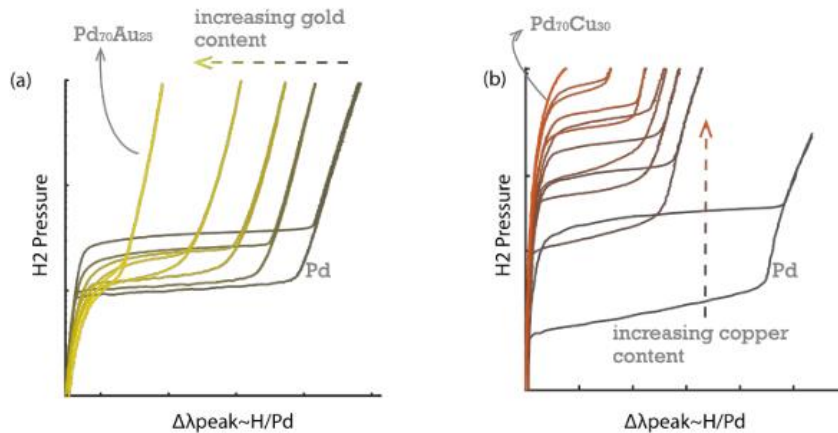 increasing gold
content
Pd₇₀Au₂₅
(a)
H2 Pressure
Pd
Δλpeak~H/Pd
Pd₇₀Cu₃₀
(b)
H2 Pressure
Pd
increasing copper
content
Δλpeak~H/Pd